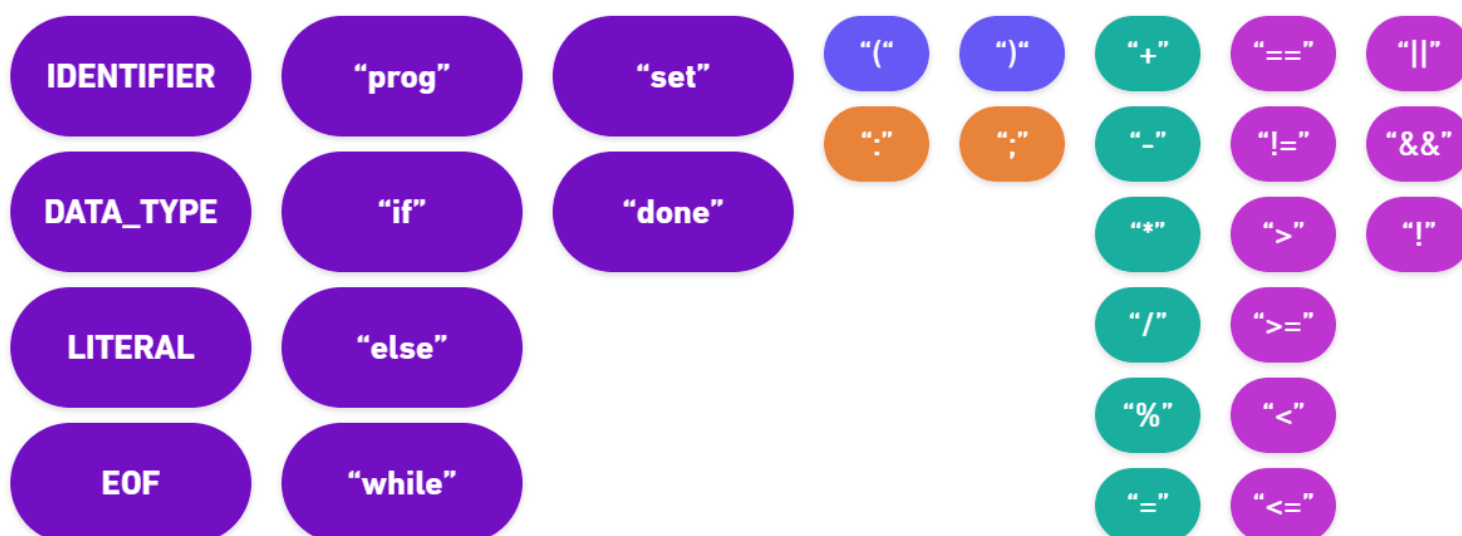 IDENTIFIER “prog” “set” “(“ “)“ “+” “==” “||”
“:” “;” “-” “!=” “&&”
DATA_TYPE “if” “done” “*” “>” “!”
LITERAL “else” “/” “>=”
“%” “<”
EOF “while” “=” “<=”